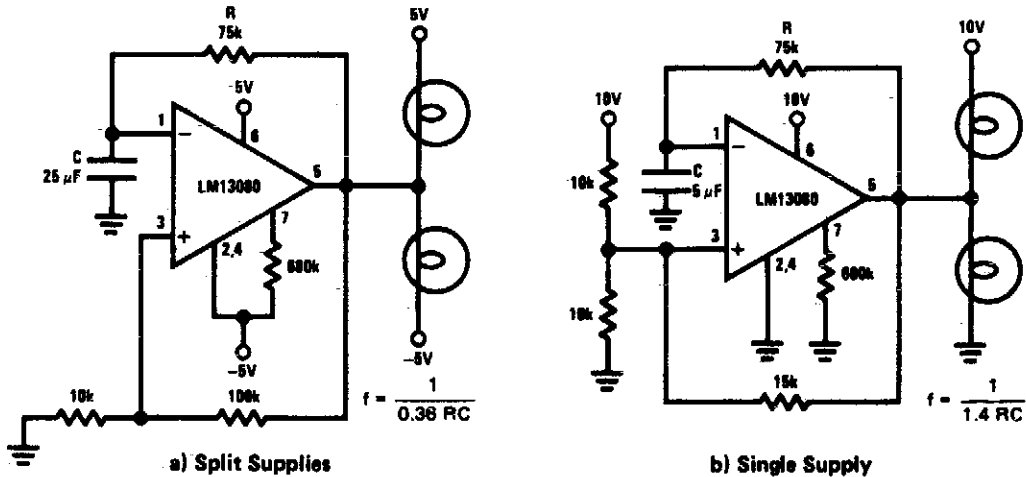 R
75k
5V
5V
1
−
6
C
25 µF
LM13080
5
3
+
7
2,4
680k
−5V
−5V
10k
100k
f = 1
0.36 RC
a) Split Supplies
R
75k
10V
10V
10V
1
−
6
10k
C
5 µF
LM13080
5
3
+
7
2,4
680k
10k
15k
f = 1
1.4 RC
b) Single Supply